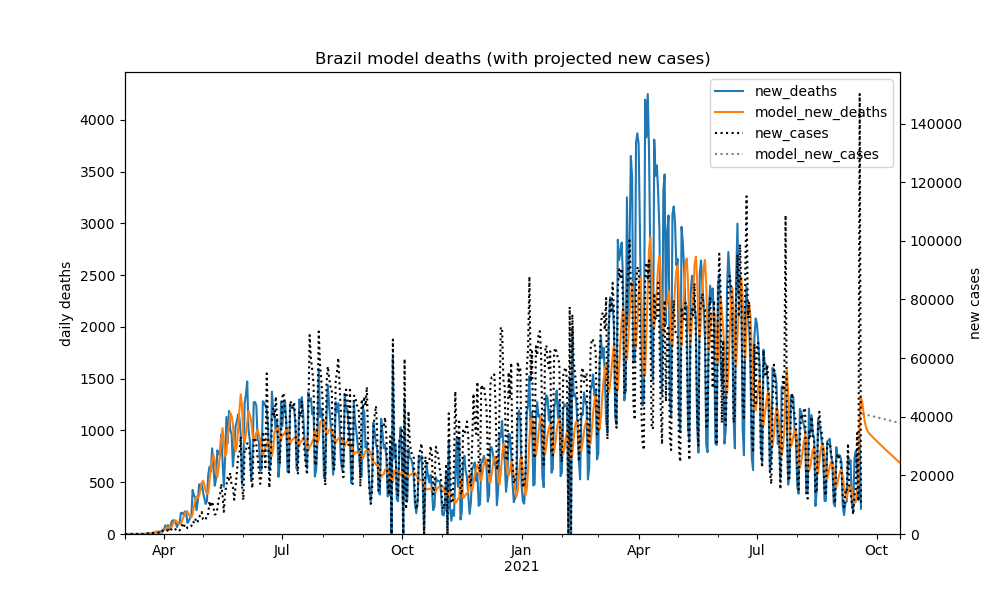 Brazil model deaths (with projected new cases)
new_deaths
model_new_deaths
new_cases
model_new_cases
daily deaths
4000
3500
3000
2500
2000
1500
1000
500
0
140000
120000
100000
80000
60000
40000
20000
0
new cases
Apr
Jul
Oct
Jan
2021
Apr
Jul
Oct